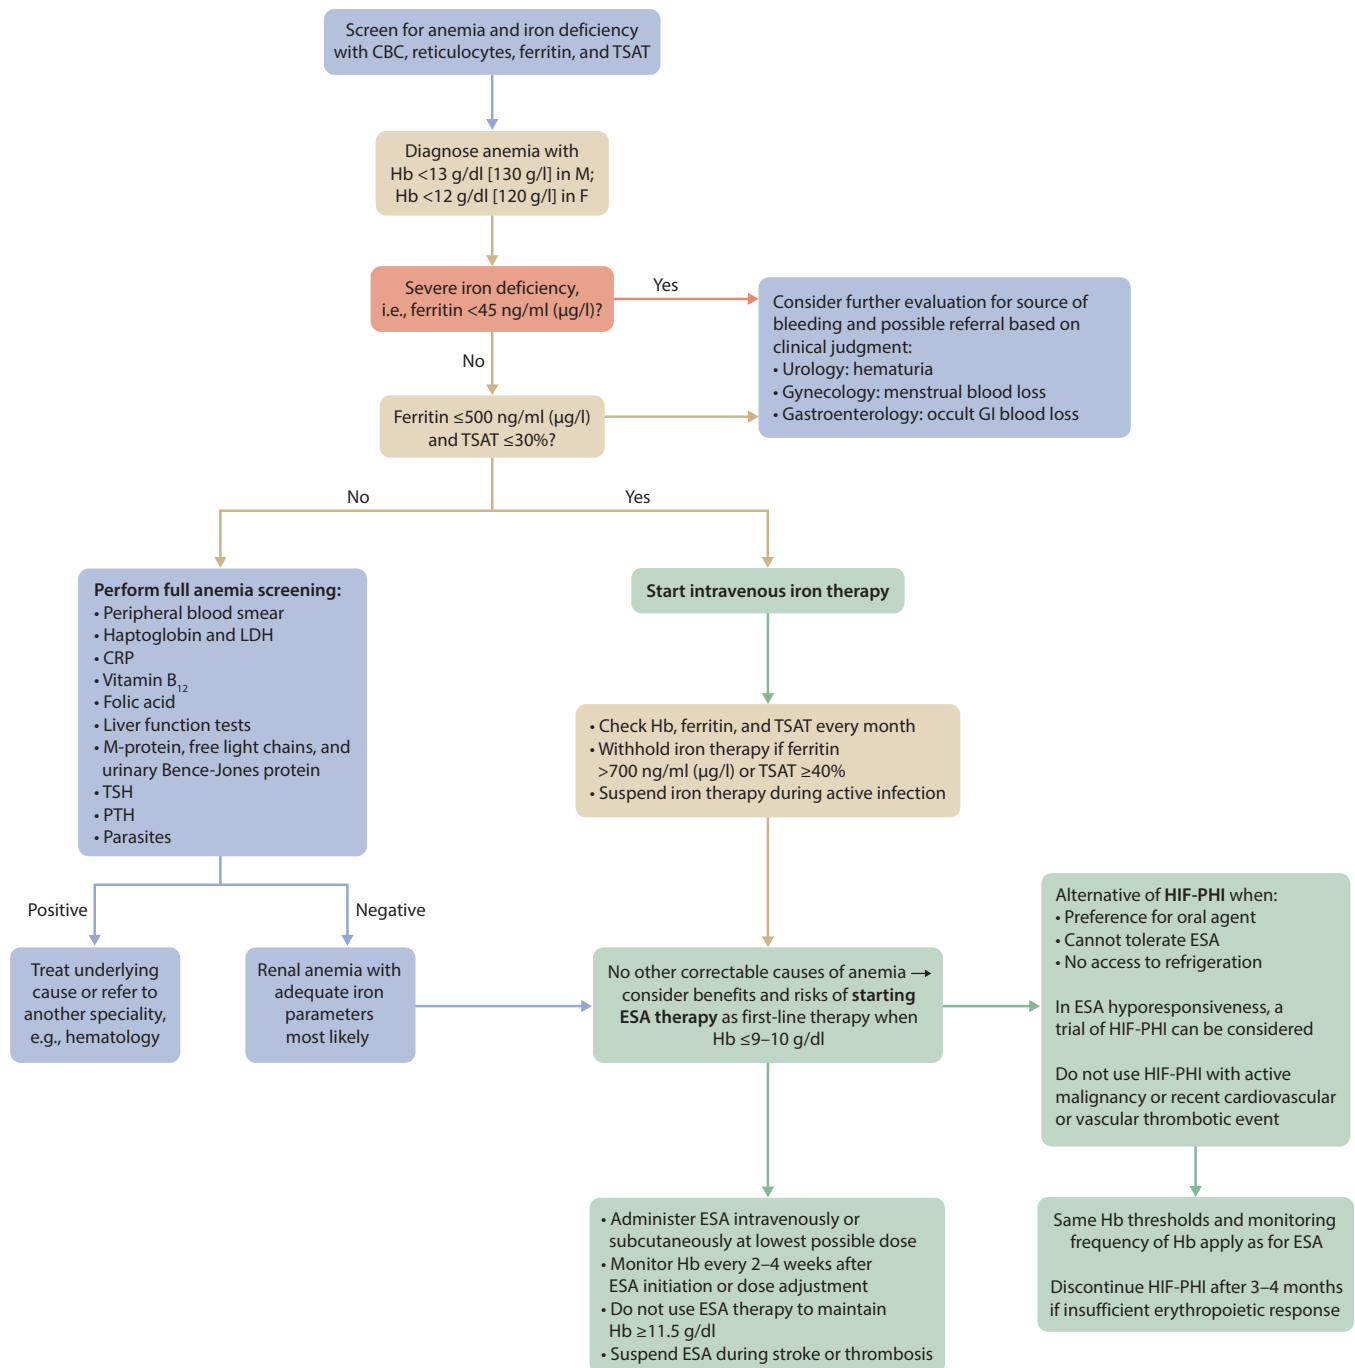 Screen for anemia and iron deficiency
with CBC, reticulocytes, ferritin, and TSAT
Diagnose anemia with
Hb <13 g/dl [130 g/l] in M;
Hb <12 g/dl [120 g/l] in F
Severe iron deficiency,
i.e., ferritin <45 ng/ml (μg/l)?
Yes
Consider further evaluation for source of
bleeding and possible referral based on
clinical judgment:
• Urology: hematuria
• Gynecology: menstrual blood loss
• Gastroenterology: occult GI blood loss
No
Ferritin ≤500 ng/ml (μg/l)
and TSAT ≤30%?
No
Yes
Perform full anemia screening:
• Peripheral blood smear
• Haptoglobin and LDH
• CRP
• Vitamin B12
• Folic acid
• Liver function tests
• M-protein, free light chains, and
urinary Bence-Jones protein
• TSH
• PTH
• Parasites
Start intravenous iron therapy
• Check Hb, ferritin, and TSAT every month
• Withhold iron therapy if ferritin
>700 ng/ml (μg/l) or TSAT ≥40%
• Suspend iron therapy during active infection
Positive
Negative
Treat underlying
cause or refer to
another speciality,
e.g., hematology
Renal anemia with
adequate iron
parameters
most likely
No other correctable causes of anemia →
consider benefits and risks of starting
ESA therapy as first-line therapy when
Hb ≤9–10 g/dl
Alternative of HIF-PHI when:
• Preference for oral agent
• Cannot tolerate ESA
• No access to refrigeration
In ESA hyporesponsiveness, a
trial of HIF-PHI can be considered
Do not use HIF-PHI with active
malignancy or recent cardiovascular
or vascular thrombotic event
• Administer ESA intravenously or
subcutaneously at lowest possible dose
• Monitor Hb every 2–4 weeks after
ESA initiation or dose adjustment
• Do not use ESA therapy to maintain
Hb ≥11.5 g/dl
• Suspend ESA during stroke or thrombosis
Same Hb thresholds and monitoring
frequency of Hb apply as for ESA
Discontinue HIF-PHI after 3–4 months
if insufficient erythropoietic response